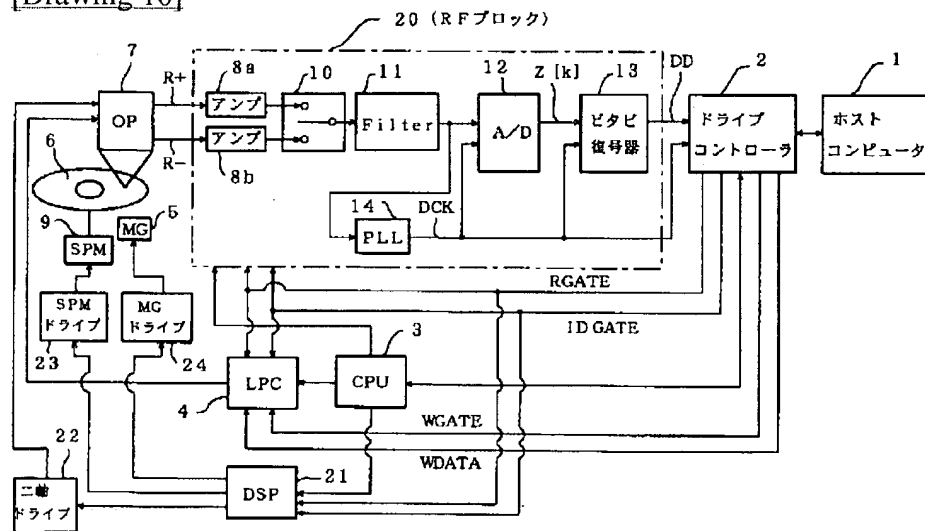 [Drawing 10]
20 (RFブロック)
7
R+
8a
アンプ
10
11
12
Z [k]
13
DD
2
1
OP
Filter
A/D
ビタビ
復号器
ドライブ
コントローラ
ホスト
コンピュータ
R-
アンプ
8b
6
14
DCK
PLL
9
5
SPM
MG
RGATE
SPM
ドライブ
MG
ドライブ
IDGATE
23
24
3
LPC
CPU
4
WGATE
WDATA
22
21
二軸
ドライブ
DSP